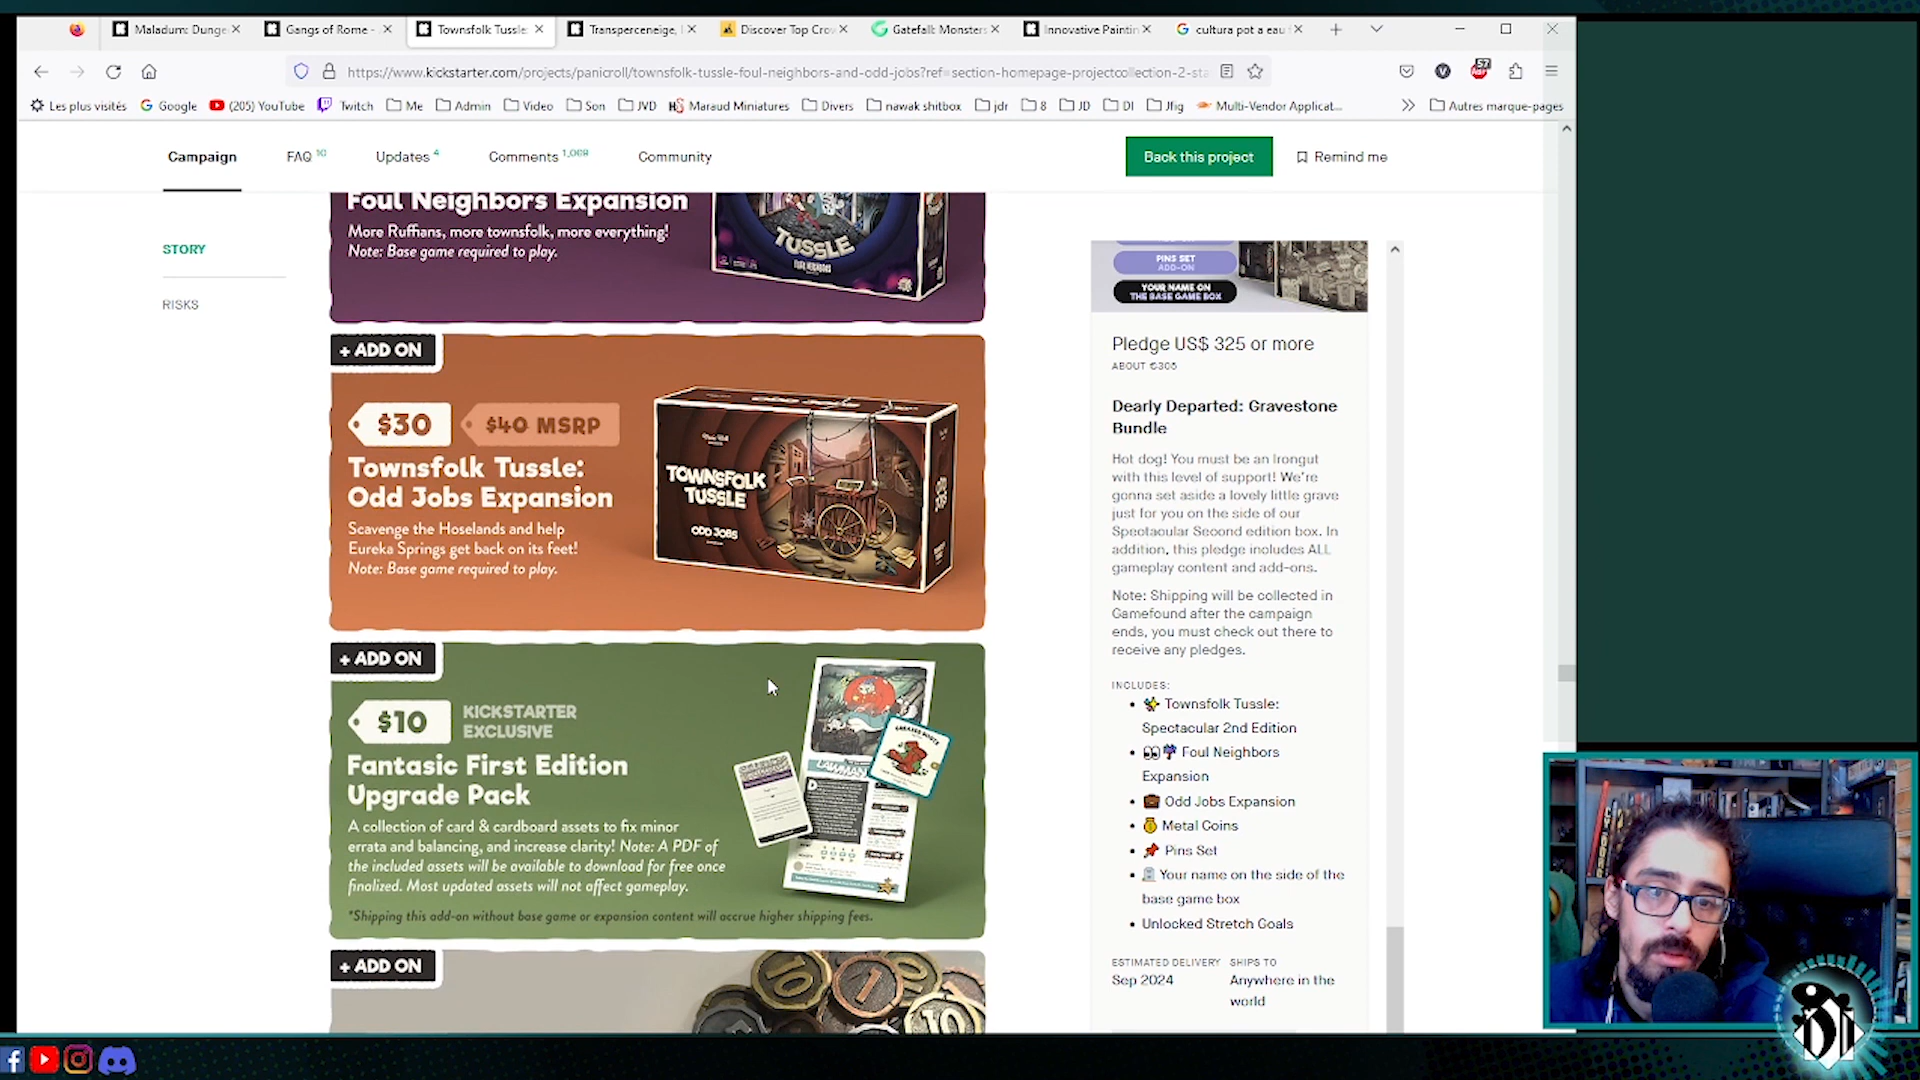 Maladum: Dunge
Gangs of Rome -
Townsfolk Tussle:
Transperceneige,
Discover Top Cro
Gatefall: Monsters
Innovative Paintin
cultura pot a eau
https://www.kickstarter.com/projects/panicroll/townsfolk-tussle-foul-neighbors-and-odd-jobs?ref=section-homepage-projectcollection-2-sta
57
Les plus visités
Google
(205) YouTube
Twitch
Me
Admin
Video
Son
JVD
Maraud Miniatures
Divers
nawak shitbox
jdr
8
JD
DI
Jfig
Multi-Vendor Applicat...
Autres marque-pages
Campaign
FAQ 10
Updates 4
Comments 1,009
Community
Back this project
Remind me
STORY
RISKS
Foul Neighbors Expansion
More Ruffians, more townsfolk, more everything!
Note: Base game required to play.
TUSSLE
FOUL NEIGHBORS
+ ADD ON
$30
$40 MSRP
Townsfolk Tussle:
Odd Jobs Expansion
Scavenge the Hoselands and help
Eureka Springs get back on its feet!
Note: Base game required to play.
TOWNSFOLK
TUSSLE
ODD JOBS
+ ADD ON
$10
KICKSTARTER
EXCLUSIVE
Fantasic First Edition
Upgrade Pack
A collection of card & cardboard assets to fix minor
errata and balancing, and increase clarity! Note: A PDF of
the included assets will be available to download for free once
finalized. Most updated assets will not affect gameplay.
*Shipping this add-on without base game or expansion content will accrue higher shipping fees.
LAWMAN
+ ADD ON
10
1
10
PINS SET
ADD-ON
YOUR NAME ON
THE BASE GAME BOX
Pledge US$ 325 or more
ABOUT €305
Dearly Departed: Gravestone
Bundle
Hot dog! You must be an Irongut
with this level of support! We're
gonna set aside a lovely little grave
just for you on the side of our
Spectacular Second edition box. In
addition, this pledge includes ALL
gameplay content and add-ons.
Note: Shipping will be collected in
Gamefound after the campaign
ends, you must check out there to
receive any pledges.
INCLUDES:
Townsfolk Tussle:
Spectacular 2nd Edition
Foul Neighbors
Expansion
Odd Jobs Expansion
Metal Coins
Pins Set
Your name on the side of the
base game box
Unlocked Stretch Goals
ESTIMATED DELIVERY
Sep 2024
SHIPS TO
Anywhere in the
world